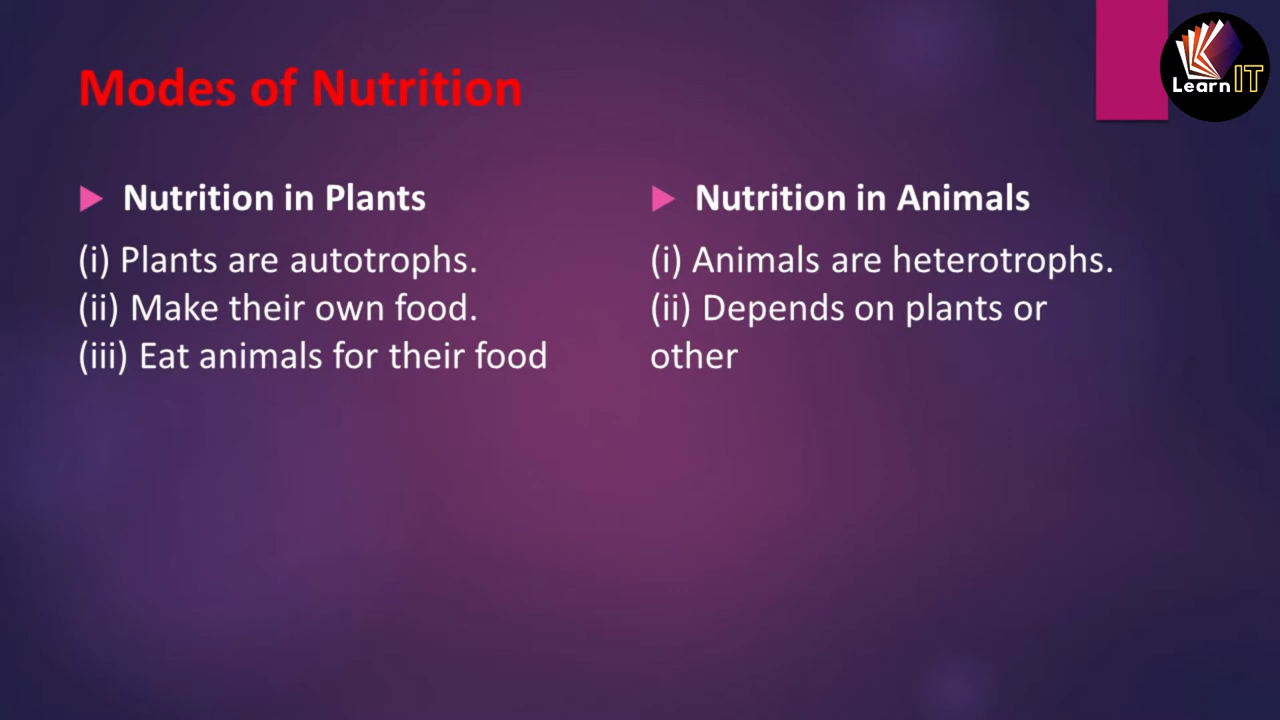 Modes of Nutrition
LearnIT
Nutrition in Plants
(i) Plants are autotrophs.
(ii) Make their own food.
(iii) Eat animals for their food
Nutrition in Animals
(i) Animals are heterotrophs.
(ii) Depends on plants or
other